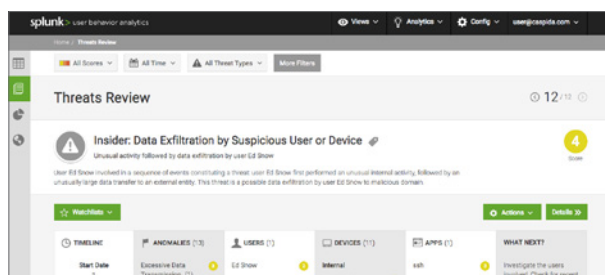 splunk> user behavior analytics
Views
Analytics
Config
user@caspida.com
Home / Threats Review
All Scores
All Time
All Threat Types
More Filters
Threats Review
12
Insider: Data Exfiltration by Suspicious User or Device
Unusual activity followed by data exfiltration by user Ed Snow
4
Score
User Ed Snow involved in a sequence of events constituting a threat user Ed Snow first performed an unusual internal activity, followed by an
unusually large data transfer to an external entity. This threat is a possible data exfiltration by user Ed Snow to malicious domain.
Watchlists
Actions
Details
TIMELINE
ANOMALIES (13)
USERS (1)
DEVICES (11)
APPS (1)
WHAT NEXT?
Start Date
Excessive Data
Ed Snow
Internal
ssh
Investigate the users